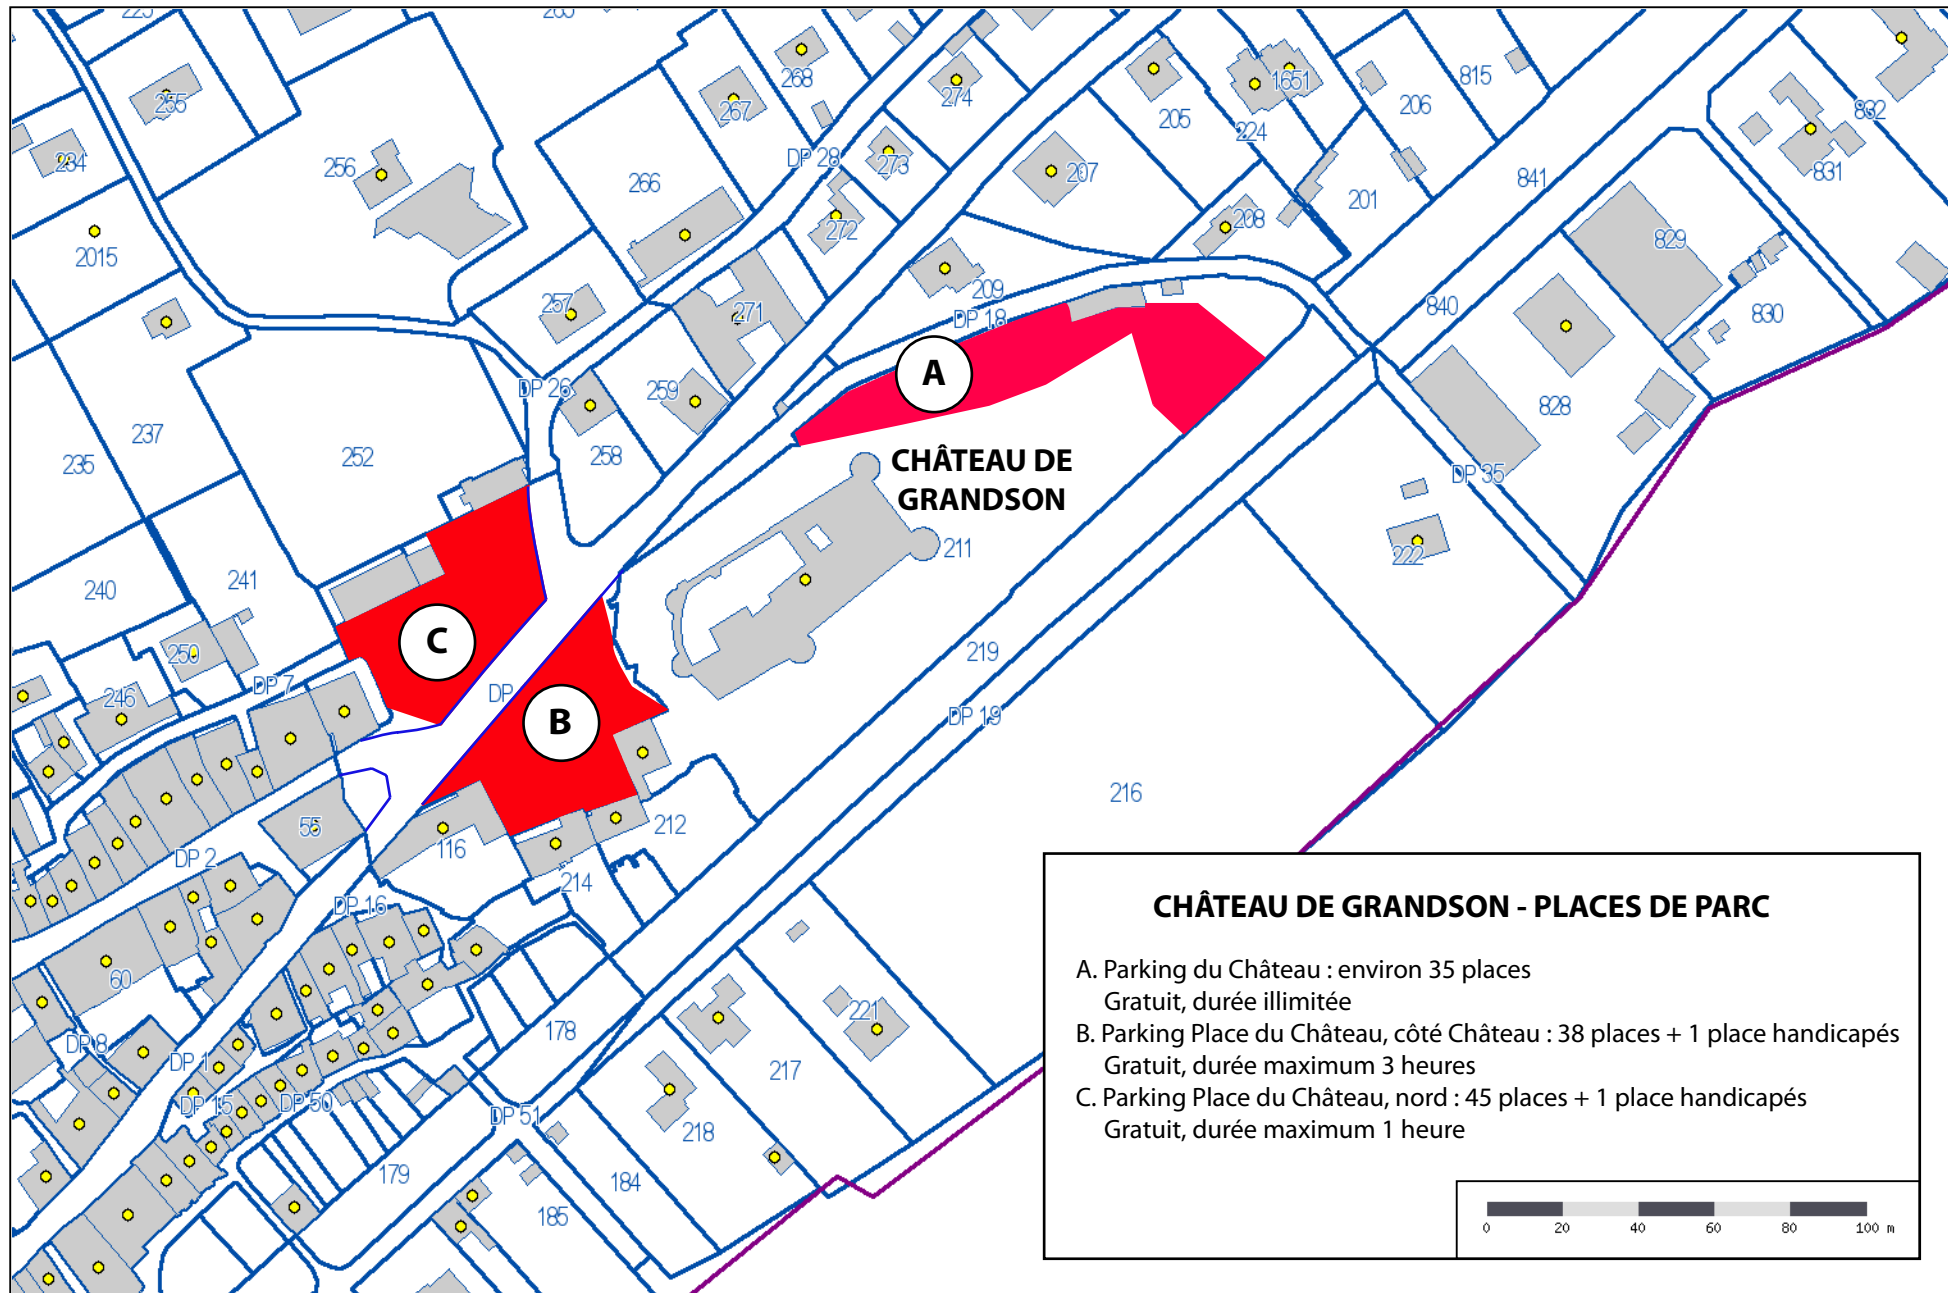 225
265
255
234
256
2015
268
267
274
273
DP 28
272
266
205
224
1651
206
815
207
208
201
841
832
831
829
830
840
209
DP 18
271
257
DP 26
259
258
A
237
235
252
CHÂTEAU DE
GRANDSON
828
DP 35
222
211
240
241
250
246
DP 7
C
DP
B
219
DP 19
216
55
DP 2
116
212
214
DP 16
60
DP 8
DP 1
DP 15
DP 50
178
DP 51
179
221
217
218
184
185
CHÂTEAU DE GRANDSON - PLACES DE PARC
A. Parking du Château : environ 35 places
Gratuit, durée illimitée
B. Parking Place du Château, côté Château : 38 places + 1 place handicapés
Gratuit, durée maximum 3 heures
C. Parking Place du Château, nord : 45 places + 1 place handicapés
Gratuit, durée maximum 1 heure
0 20 40 60 80 100 m